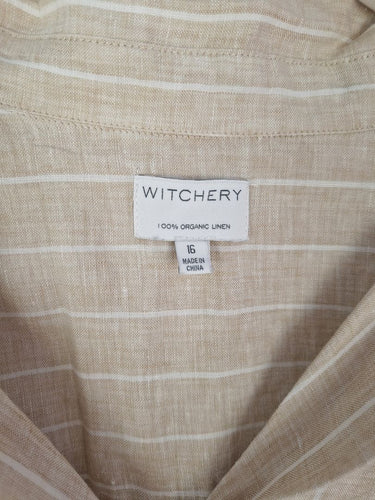 WITCHERY
100% ORGANIC LINEN
16
MADE IN
CHINA